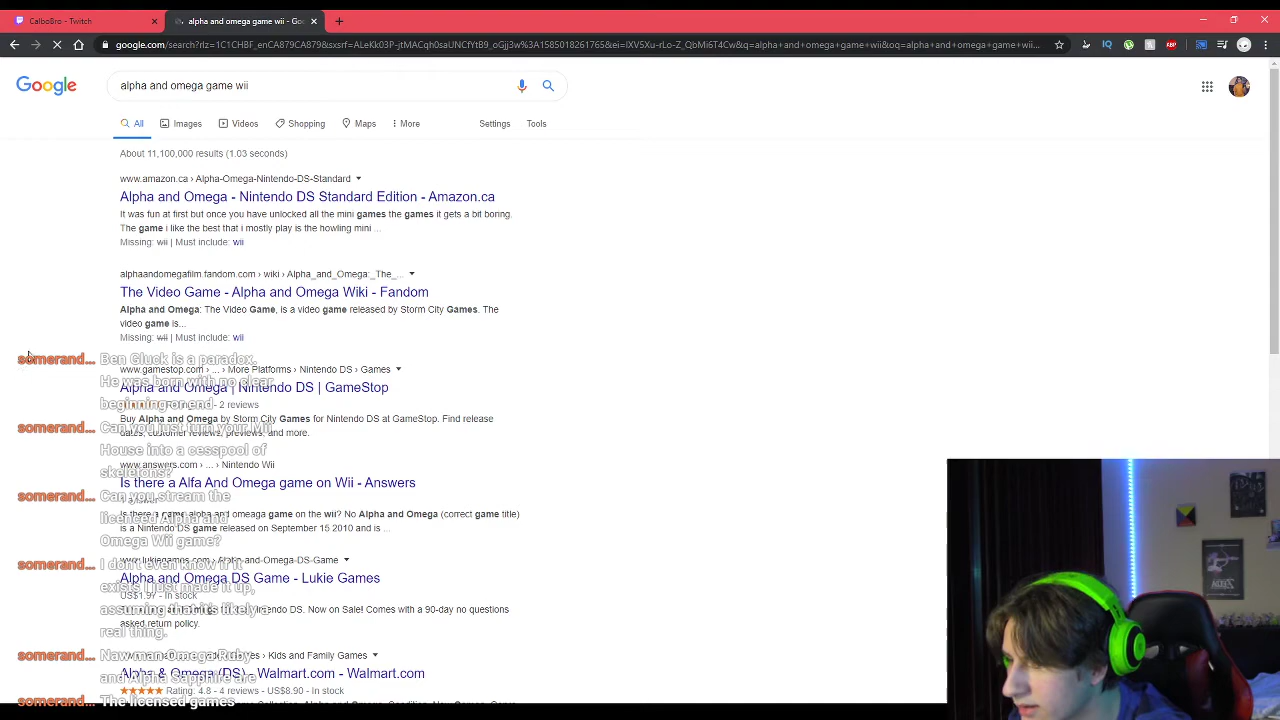 CalboBro - Twitch
alpha and omega game wii - Goo
google.com/search?rlz=1C1CHBF_enCA879CA879&sxsrf=ALeKk03P-jtMACqh0saUNCfYtB9_oGjj3w%3A1585018261765&ei=lXV5Xu-rLo-Z_QbMi6T4Cw&q=alpha+and+omega+game+wii&oq=alpha+and+omega+game+wii...
Google
alpha and omega game wii
All Images Videos Shopping Maps More Settings Tools
About 11,100,000 results (1.03 seconds)
www.amazon.ca › Alpha-Omega-Nintendo-DS-Standard
Alpha and Omega - Nintendo DS Standard Edition - Amazon.ca
It was fun at first but once you have unlocked all the mini games the games it gets a bit boring.
The game i like the best that i mostly play is the howling mini ...
Missing: wii | Must include: wii
alphaandomegafilm.fandom.com › wiki › Alpha_and_Omega:_The_...
The Video Game - Alpha and Omega Wiki - Fandom
Alpha and Omega: The Video Game, is a video game released by Storm City Games. The
video game is...
Missing: wii | Must include: wii
somerand... Ben Gluck is a paradox.
He was born with no clear
beginning or end
www.gamestop.com › ... › More Platforms › Nintendo DS › Games
Alpha and Omega | Nintendo DS | GameStop
2 reviews
Buy Alpha and Omega by Storm City Games for Nintendo DS at GameStop. Find release
dates, customer reviews, previews, and more.
somerand... Can you just turn your Mii
House into a cesspool of
skeletons?
www.answers.com › ... › Nintendo Wii
Is there a Alfa And Omega game on Wii - Answers
1 answer
Is there a game alpha and omeaga game on the wii? No Alpha and Omega (correct game title)
is a Nintendo DS game released on September 15 2010 and is ...
somerand... Can you stream the
licenced Alpha and
Omega Wii game?
www.lukiegames.com › Alpha-and-Omega-DS-Game
Alpha and Omega DS Game - Lukie Games
US$1.97 - In stock
Nintendo DS. Now on Sale! Comes with a 90-day no questions
asked return policy.
somerand... I don't even know if it
exists I just made it up,
assuming that it's likely a
real thing.
› Kids and Family Games
Alpha & Omega (DS) - Walmart.com - Walmart.com
Rating: 4.8 - 4 reviews - US$8.90 - In stock
somerand... Naw man Omega Ruby
and Alpha Sapphire are
somerand... The licensed games